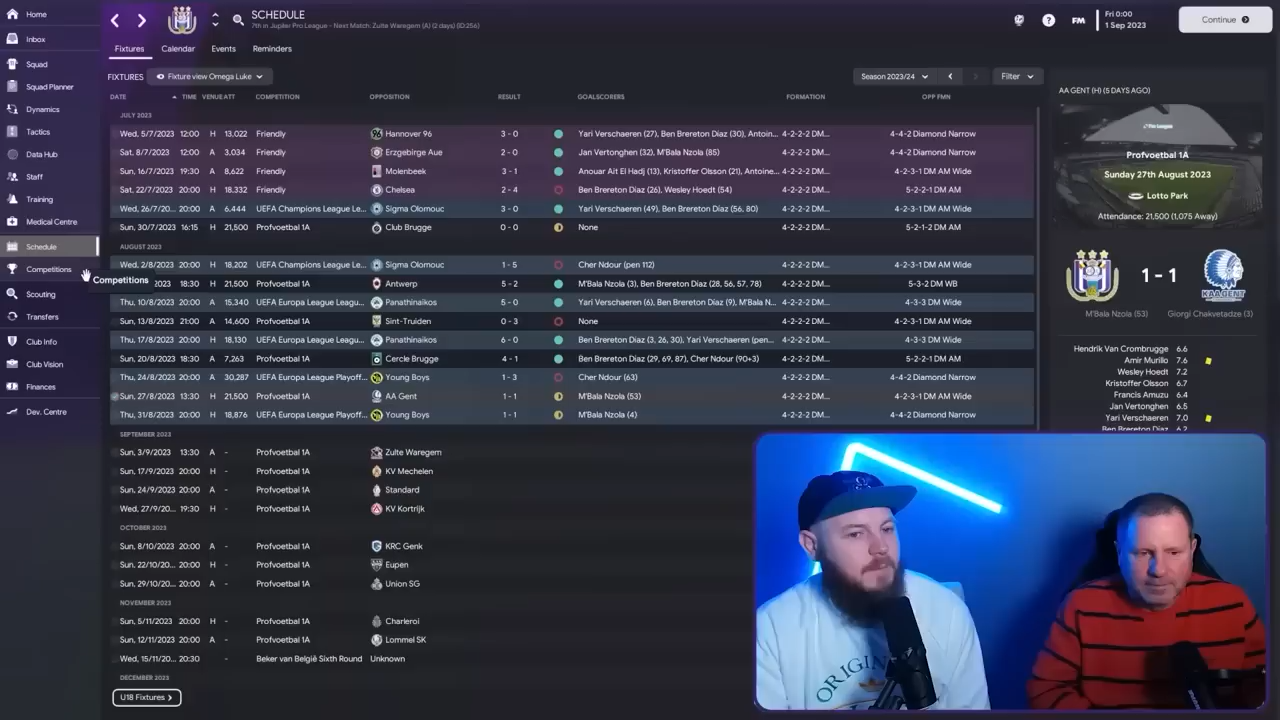 Home
Inbox
Squad
Squad Planner
Dynamics
Tactics
Data Hub
Staff
Training
Medical Centre
Schedule
Competitions
Scouting
Transfers
Club Info
Club Vision
Finances
Dev. Centre
Competitions
SCHEDULE
7th in Jupiler Pro League - Next Match: Zulte Waregem (A) (2 days) (ID:256)
FM
Fri 0:00
1 Sep 2023
Continue
Fixtures Calendar Events Reminders
FIXTURES Fixture view Omega Luke Season 2023/24 Filter
DATE TIME VENUE ATT COMPETITION OPPOSITION RESULT GOALSCORERS FORMATION OPP FMN
JULY 2023
Wed, 5/7/2023 12:00 H 13,022 Friendly Hannover 96 3 - 0 Yari Verschaeren (27), Ben Brereton Díaz (30), Antoin... 4-2-2-2 DM... 4-4-2 Diamond Narrow
Sat, 8/7/2023 12:00 A 3,034 Friendly Erzgebirge Aue 2 - 0 Jan Vertonghen (32), M'Bala Nzola (85) 4-2-2-2 DM... 4-4-2 Diamond Narrow
Sun, 16/7/2023 19:30 A 8,622 Friendly Molenbeek 3 - 1 Anouar Ait El Hadj (13), Kristoffer Olsson (21), Antoine... 4-2-2-2 DM... 4-2-3-1 DM AM Wide
Sat, 22/7/2023 20:00 H 18,332 Friendly Chelsea 2 - 4 Ben Brereton Díaz (26), Wesley Hoedt (54) 4-2-2-2 DM... 5-2-2-1 DM AM
Wed, 26/7/20... 20:00 A 6,444 UEFA Champions League Le... Sigma Olomouc 3 - 0 Yari Verschaeren (49), Ben Brereton Díaz (56, 80) 4-2-2-2 DM... 4-2-3-1 DM AM Wide
Sun, 30/7/2023 16:15 H 21,500 Profvoetbal 1A Club Brugge 0 - 0 None 4-2-2-2 DM... 5-2-1-2 DM AM
AUGUST 2023
Wed, 2/8/2023 20:00 H 18,202 UEFA Champions League Le... Sigma Olomouc 1 - 5 Cher Ndour (pen 112) 4-2-2-2 DM... 4-2-3-1 DM AM Wide
2023 18:30 H 21,500 Profvoetbal 1A Antwerp 5 - 2 M'Bala Nzola (3), Ben Brereton Díaz (28, 56, 57, 78) 4-2-2-2 DM... 5-3-2 DM WB
Thu, 10/8/2023 20:00 A 15,340 UEFA Europa League Leagu... Panathinaikos 5 - 0 Yari Verschaeren (6), Ben Brereton Díaz (9), M'Bala N... 4-2-2-2 DM... 4-3-3 DM Wide
Sun, 13/8/2023 21:00 A 14,600 Profvoetbal 1A Sint-Truiden 0 - 3 None 4-2-2-2 DM... 4-2-3-1 DM AM Wide
Thu, 17/8/2023 20:00 H 18,130 UEFA Europa League Leagu... Panathinaikos 6 - 0 Ben Brereton Díaz (3, 26, 30), Yari Verschaeren (pen... 4-2-2-2 DM... 4-3-3 DM Wide
Sun, 20/8/2023 18:30 A 7,263 Profvoetbal 1A Cercle Brugge 4 - 1 Ben Brereton Díaz (29, 69, 87), Cher Ndour (90+3) 4-2-2-2 DM... 5-2-2-1 DM AM
Thu, 24/8/2023 20:00 A 30,287 UEFA Europa League Playoff... Young Boys 1 - 3 Cher Ndour (63) 4-2-2-2 DM... 4-4-2 Diamond Narrow
Sun, 27/8/2023 13:30 H 21,500 Profvoetbal 1A AA Gent 1 - 1 M'Bala Nzola (53) 4-2-2-2 DM... 4-2-3-1 DM AM Wide
Thu, 31/8/2023 20:00 H 18,876 UEFA Europa League Playoff... Young Boys 1 - 1 M'Bala Nzola (4) 4-2-2-2 DM... 4-4-2 Diamond Narrow
SEPTEMBER 2023
Sun, 3/9/2023 13:30 A - Profvoetbal 1A Zulte Waregem
Sun, 17/9/2023 20:00 H - Profvoetbal 1A KV Mechelen
Sun, 24/9/2023 20:00 A - Profvoetbal 1A Standard
Wed, 27/9/20... 19:30 H - Profvoetbal 1A KV Kortrijk
OCTOBER 2023
Sun, 8/10/2023 20:00 A - Profvoetbal 1A KRC Genk
Sun, 22/10/20... 20:00 H - Profvoetbal 1A Eupen
Sun, 29/10/20... 20:00 A - Profvoetbal 1A Union SG
NOVEMBER 2023
Sun, 5/11/2023 20:00 H - Profvoetbal 1A Charleroi
Sun, 12/11/2023 20:00 A - Profvoetbal 1A Lommel SK
Wed, 15/11/20... 20:30 - Beker van België Sixth Round Unknown
DECEMBER 2023
U18 Fixtures
AA GENT (H) (5 DAYS AGO)
Profvoetbal 1A
Sunday 27th August 2023
Lotto Park
Attendance: 21,500 (1,075 Away)
1 - 1
KAA GENT
M'Bala Nzola (53) Giorgi Chakvetadze (3)
Hendrik Van Crombrugge 6.6
Amir Murillo 7.6
Wesley Hoedt 7.2
Kristoffer Olsson 6.7
Francis Amuzu 6.4
Jan Vertonghen 6.5
Yari Verschaeren 7.0
Ben Brereton Díaz 6.2
ORIGIN